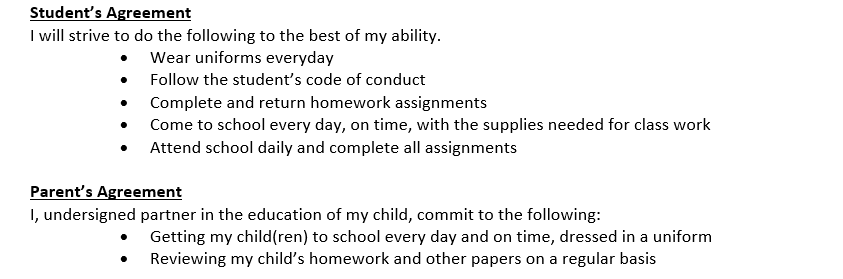 Student’s Agreement
I will strive to do the following to the best of my ability.
• Wear uniforms everyday
• Follow the student’s code of conduct
• Complete and return homework assignments
• Come to school every day, on time, with the supplies needed for class work
• Attend school daily and complete all assignments
Parent’s Agreement
I, undersigned partner in the education of my child, commit to the following:
• Getting my child(ren) to school every day and on time, dressed in a uniform
• Reviewing my child’s homework and other papers on a regular basis